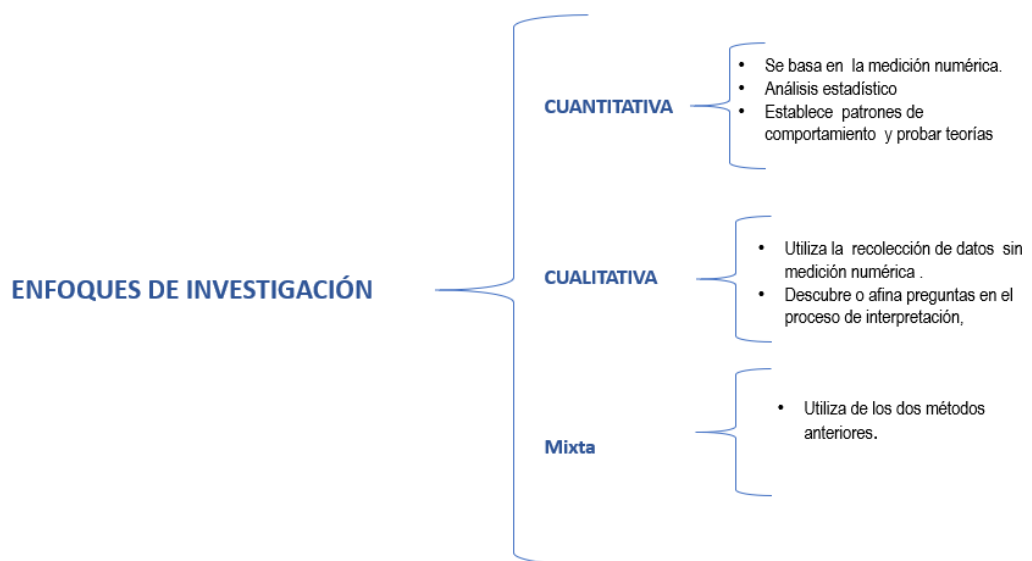 ENFOQUES DE INVESTIGACIÓN
CUANTITATIVA
• Se basa en la medición numérica.
• Análisis estadístico
• Establece patrones de
comportamiento y probar teorías
CUALITATIVA
• Utiliza la recolección de datos sin
medición numérica .
• Descubre o afina preguntas en el
proceso de interpretación,
Mixta
• Utiliza de los dos métodos
anteriores.